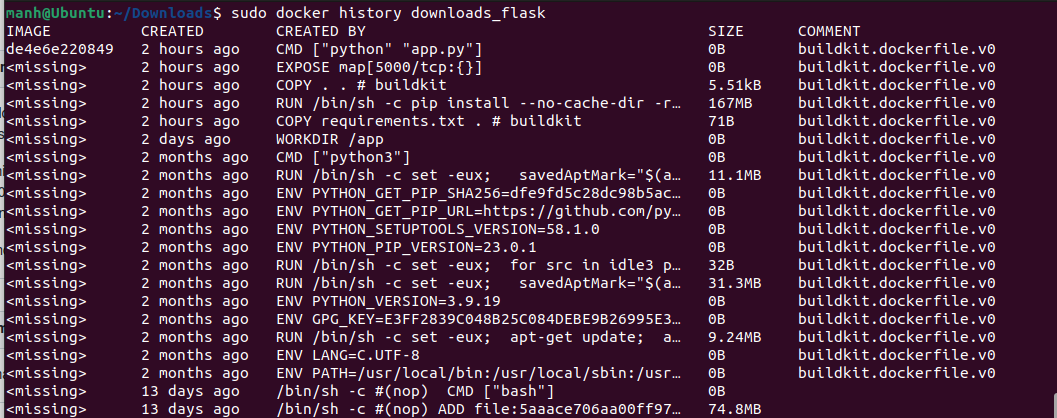 manh@Ubuntu:~/Downloads$ sudo docker history downloads_flask
IMAGE CREATED CREATED BY SIZE COMMENT
de4e6e220849 2 hours ago CMD ["python" "app.py"] 0B buildkit.dockerfile.v0
<missing> 2 hours ago EXPOSE map[5000/tcp:{}] 0B buildkit.dockerfile.v0
<missing> 2 hours ago COPY . . # buildkit 5.51kB buildkit.dockerfile.v0
<missing> 2 hours ago RUN /bin/sh -c pip install --no-cache-dir -r… 167MB buildkit.dockerfile.v0
<missing> 2 hours ago COPY requirements.txt . # buildkit 71B buildkit.dockerfile.v0
<missing> 2 days ago WORKDIR /app 0B buildkit.dockerfile.v0
<missing> 2 months ago CMD ["python3"] 0B buildkit.dockerfile.v0
<missing> 2 months ago RUN /bin/sh -c set -eux; savedAptMark="$(a… 11.1MB buildkit.dockerfile.v0
<missing> 2 months ago ENV PYTHON_GET_PIP_SHA256=dfe9fd5c28dc98b5ac… 0B buildkit.dockerfile.v0
<missing> 2 months ago ENV PYTHON_GET_PIP_URL=https://github.com/py… 0B buildkit.dockerfile.v0
<missing> 2 months ago ENV PYTHON_SETUPTOOLS_VERSION=58.1.0 0B buildkit.dockerfile.v0
<missing> 2 months ago ENV PYTHON_PIP_VERSION=23.0.1 0B buildkit.dockerfile.v0
<missing> 2 months ago RUN /bin/sh -c set -eux; for src in idle3 p… 32B buildkit.dockerfile.v0
<missing> 2 months ago RUN /bin/sh -c set -eux; savedAptMark="$(a… 31.3MB buildkit.dockerfile.v0
<missing> 2 months ago ENV PYTHON_VERSION=3.9.19 0B buildkit.dockerfile.v0
<missing> 2 months ago ENV GPG_KEY=E3FF2839C048B25C084DEBE9B26995E3… 0B buildkit.dockerfile.v0
<missing> 2 months ago RUN /bin/sh -c set -eux; apt-get update; a… 9.24MB buildkit.dockerfile.v0
<missing> 2 months ago ENV LANG=C.UTF-8 0B buildkit.dockerfile.v0
<missing> 2 months ago ENV PATH=/usr/local/bin:/usr/local/sbin:/usr… 0B buildkit.dockerfile.v0
<missing> 13 days ago /bin/sh -c #(nop) CMD ["bash"] 0B
<missing> 13 days ago /bin/sh -c #(nop) ADD file:5aaace706aa00ff97… 74.8MB